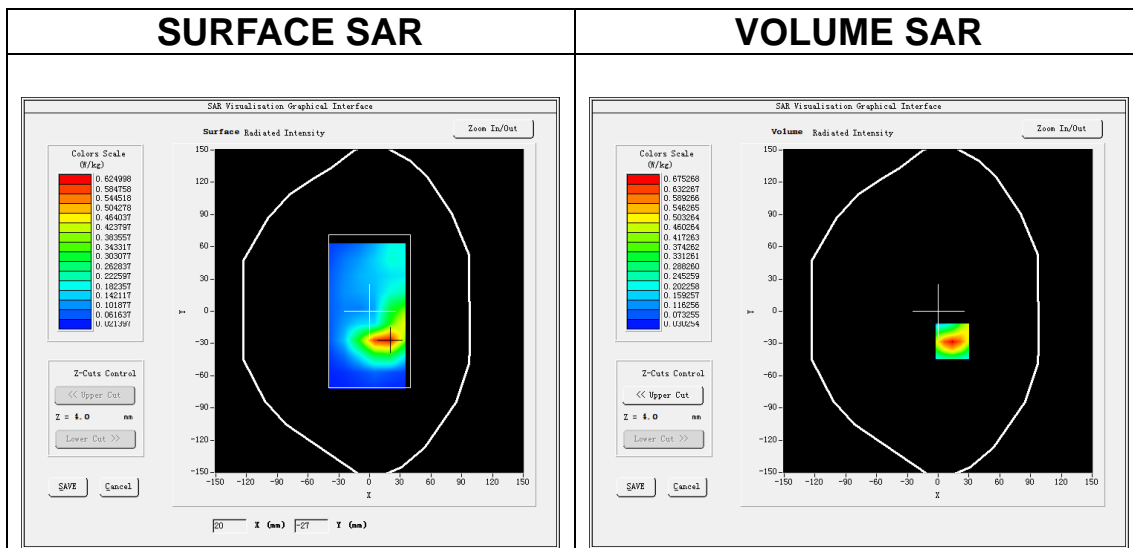 SURFACE SAR
VOLUME SAR
SAR Visualisation Graphical Interface
Surface Radiated Intensity
Zoom In/Out
Colors Scale
(W/kg)
0.624998
0.584758
0.544518
0.504278
0.464037
0.423797
0.383557
0.343317
0.303077
0.262837
0.222597
0.182357
0.142117
0.101877
0.061637
0.021397
150
120
90
60
30
0
-30
-60
-90
-120
-150
Y
-150 -120 -90 -60 -30 0 30 60 90 120 150
X
Z-Cuts Control
<< Upper Cut
Z = 4.0 mm
Lower Cut >>
SAVE Cancel
20 X (mm) -27 Y (mm)
SAR Visualisation Graphical Interface
Volume Radiated Intensity
Zoom In/Out
Colors Scale
(W/kg)
0.675268
0.632267
0.589266
0.546265
0.503264
0.460264
0.417263
0.374262
0.331261
0.288260
0.245259
0.202258
0.159257
0.116256
0.073255
0.030254
150
120
90
60
30
0
-30
-60
-90
-120
-150
Y
-150 -120 -90 -60 -30 0 30 60 90 120 150
X
Z-Cuts Control
<< Upper Cut
Z = 4.0 mm
Lower Cut >>
SAVE Cancel